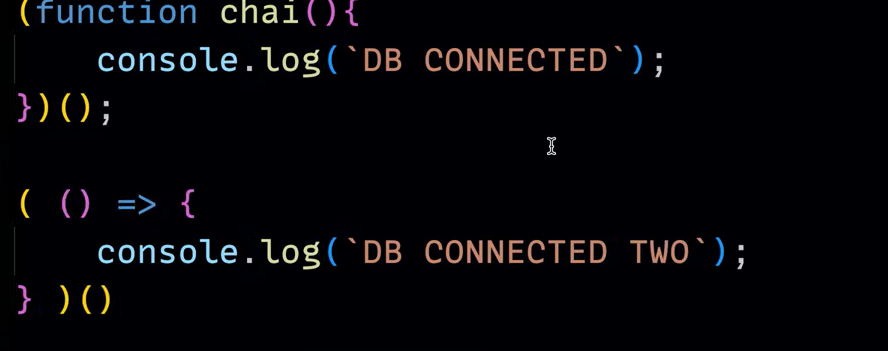 (function chai(){
    console.log(`DB CONNECTED`);
})();
( () => {
    console.log(`DB CONNECTED TWO`);
} )()